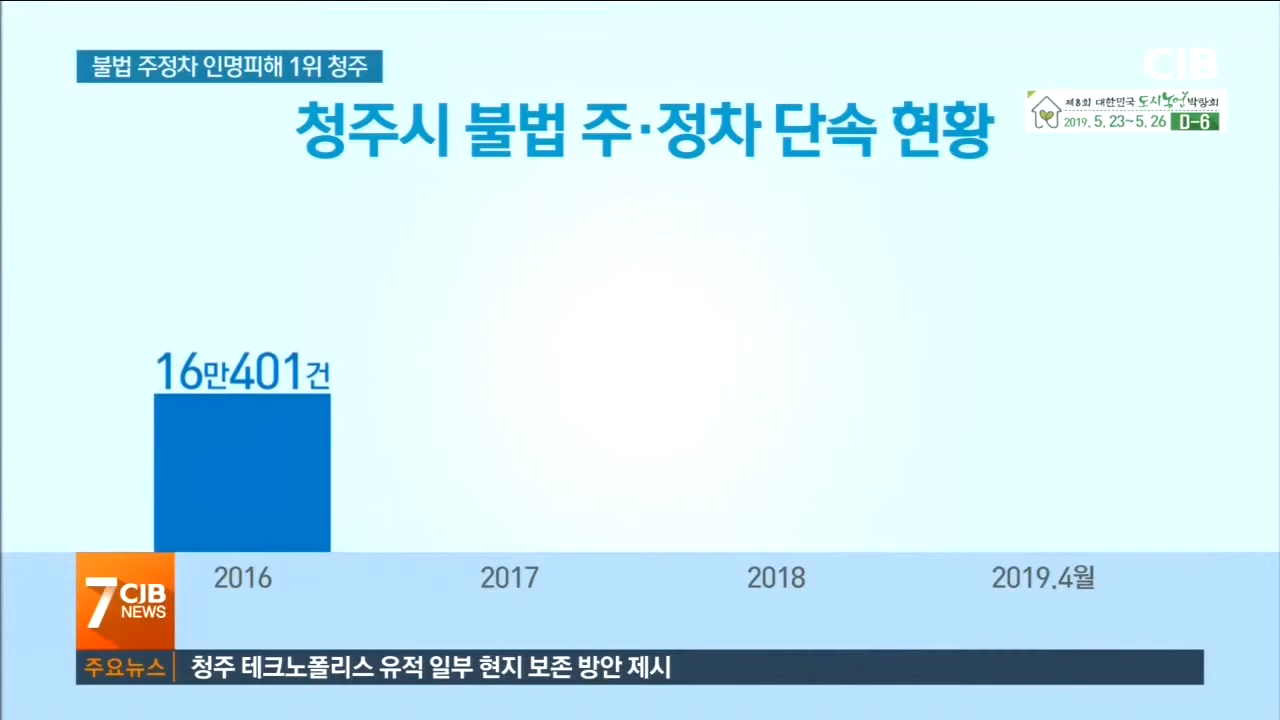 불법 주정차 인명피해 1위 청주
CJB
제8회 대한민국 도시농업박람회
2019. 5. 23~5. 26 D-6
청주시 불법 주·정차 단속 현황
16만401건
2016 2017 2018 2019.4월
7 CJB NEWS
주요뉴스 청주 테크노폴리스 유적 일부 현지 보존 방안 제시